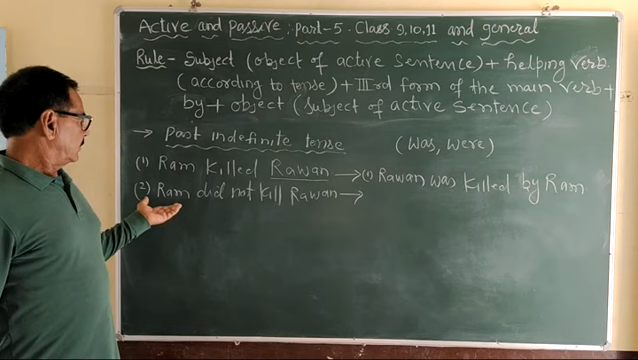 Active and passive; Part-5. Class 9,10,11 and general
Rule - Subject (object of active Sentence) + helping verb.
(according to tense) + IIIrd form of the main verb +
by + object (Subject of active Sentence)
→ Past indefinite tense (Was, Were)
(1) Ram Killed Rawan → (1) Rawan was Killed by Ram
(2) Ram did not Kill Rawan →